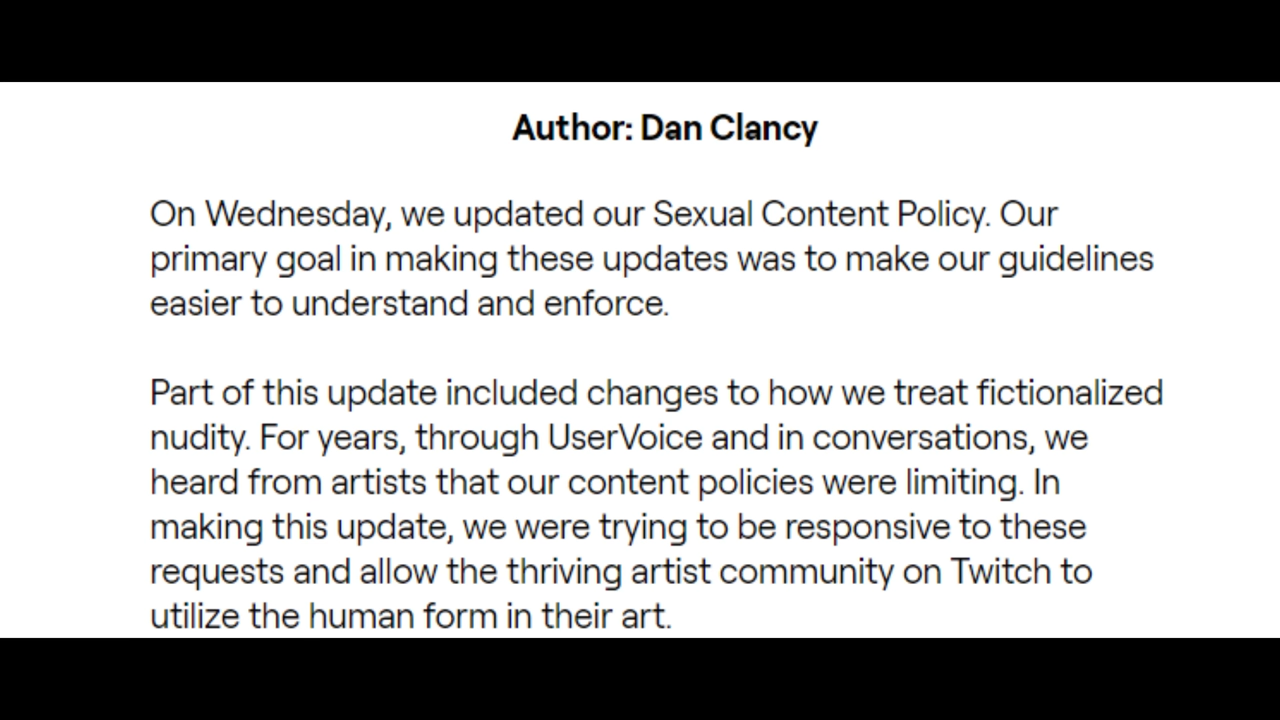 Author: Dan Clancy
On Wednesday, we updated our Sexual Content Policy. Our
primary goal in making these updates was to make our guidelines
easier to understand and enforce.
Part of this update included changes to how we treat fictionalized
nudity. For years, through UserVoice and in conversations, we
heard from artists that our content policies were limiting. In
making this update, we were trying to be responsive to these
requests and allow the thriving artist community on Twitch to
utilize the human form in their art.